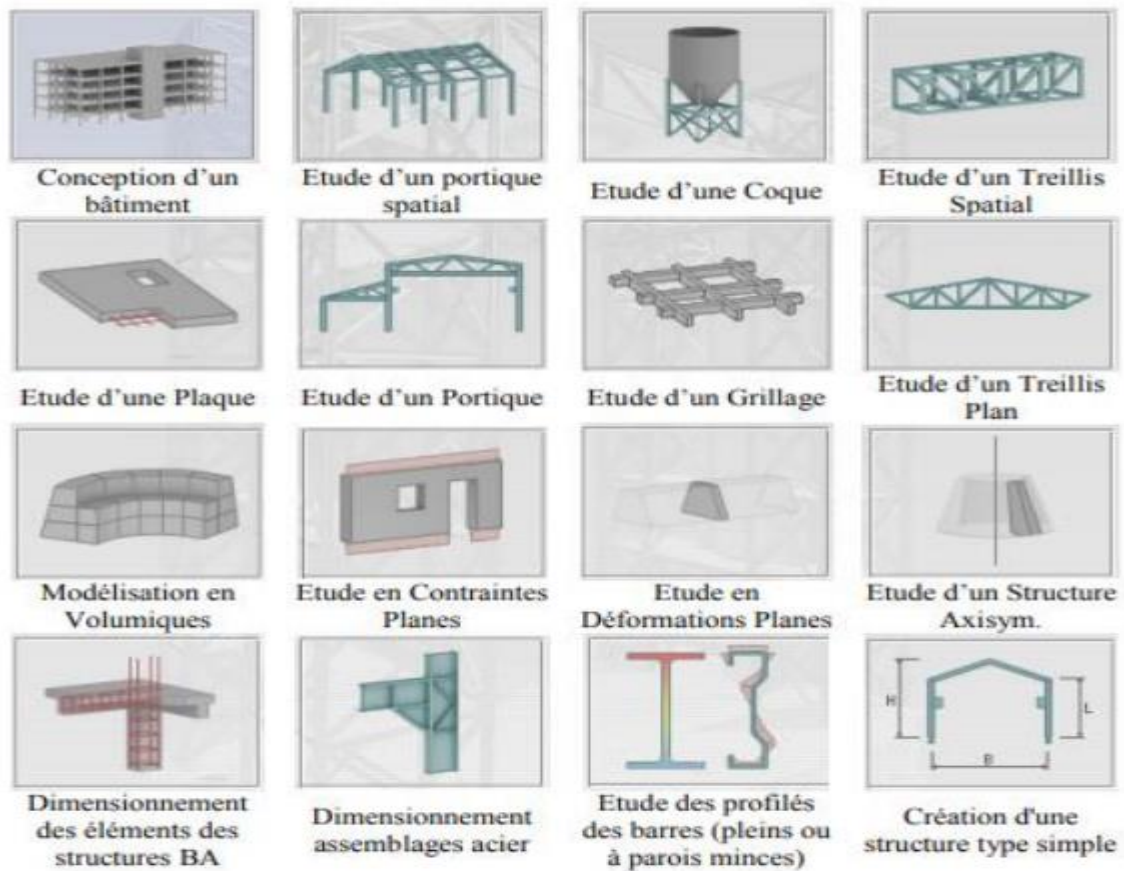 Conception d'un
bâtiment
Etude d'un portique
spatial
Etude d'une Coque
Etude d'un Treillis
Spatial
Etude d'une Plaque
Etude d'un Portique
Etude d'un Grillage
Etude d'un Treillis
Plan
Modélisation en
Volumiques
Etude en Contraintes
Planes
Etude en
Déformations Planes
Etude d'un Structure
Axisym.
H
L
B
Dimensionnement
des éléments des
structures BA
Dimensionnement
assemblages acier
Etude des profilés
des barres (pleins ou
à parois minces)
Création d'une
structure type simple